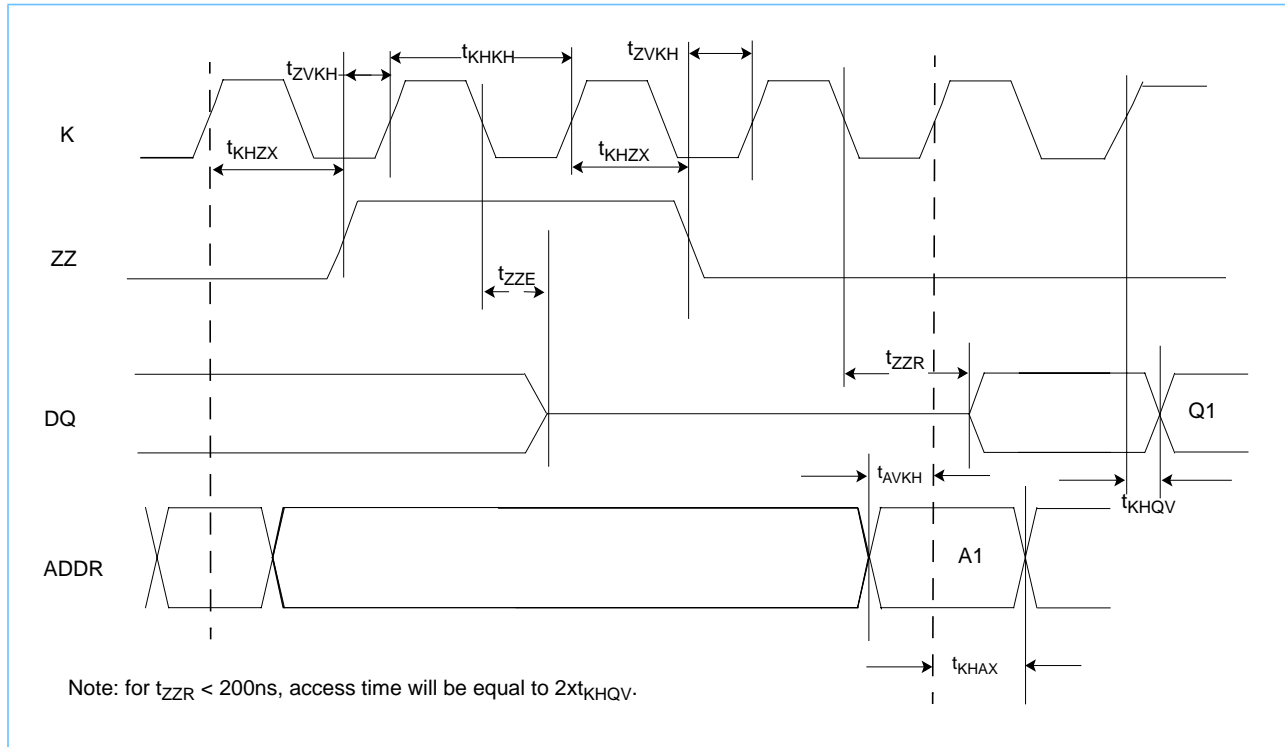 tKHKH
tZVKH
tZVKH
K
tKHZX
tKHZX
ZZ
tZZE
tZZR
DQ
Q1
tAVKH
tKHQV
ADDR
A1
tKHAX
Note: for tZZR < 200ns, access time will be equal to 2xtKHQV.